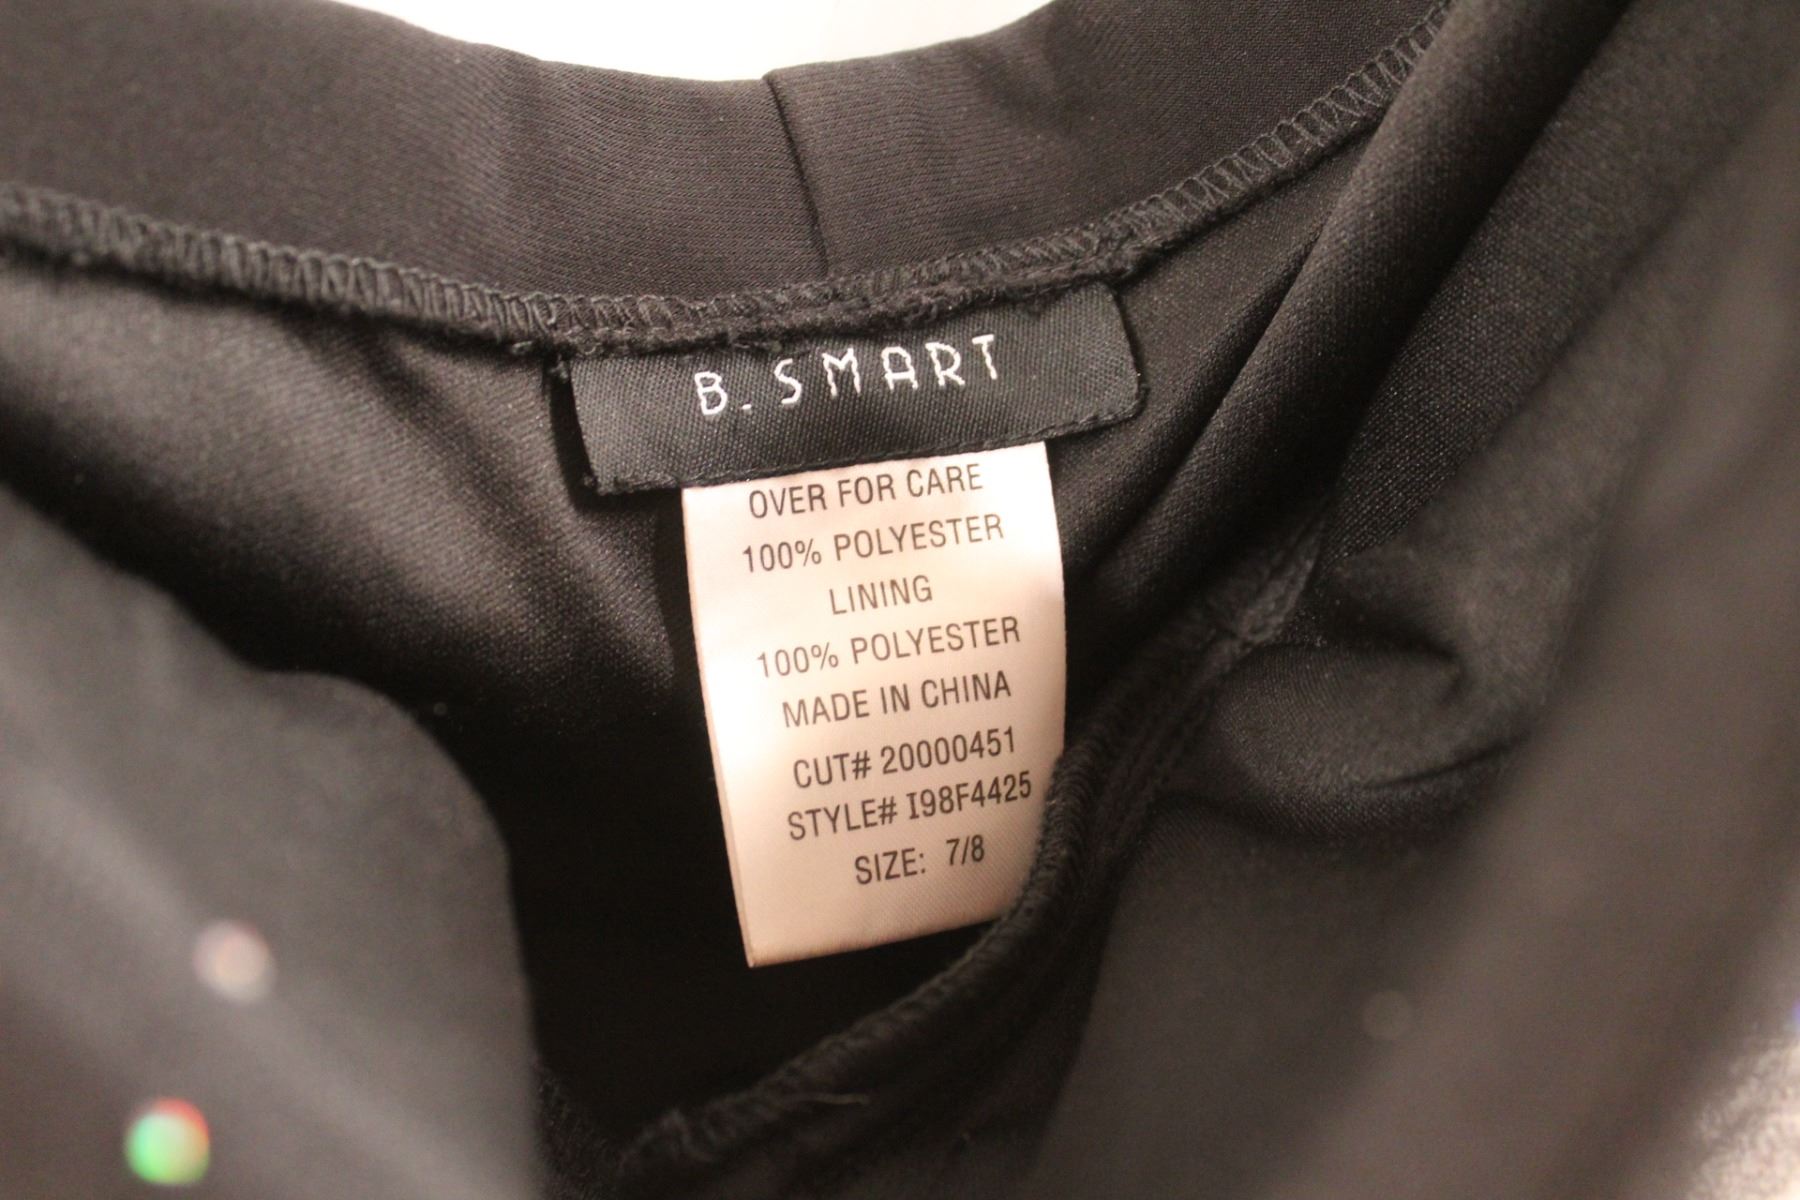 B. SMART
OVER FOR CARE
100% POLYESTER
LINING
100% POLYESTER
MADE IN CHINA
CUT# 20000451
STYLE# I98F4425
SIZE: 7/8